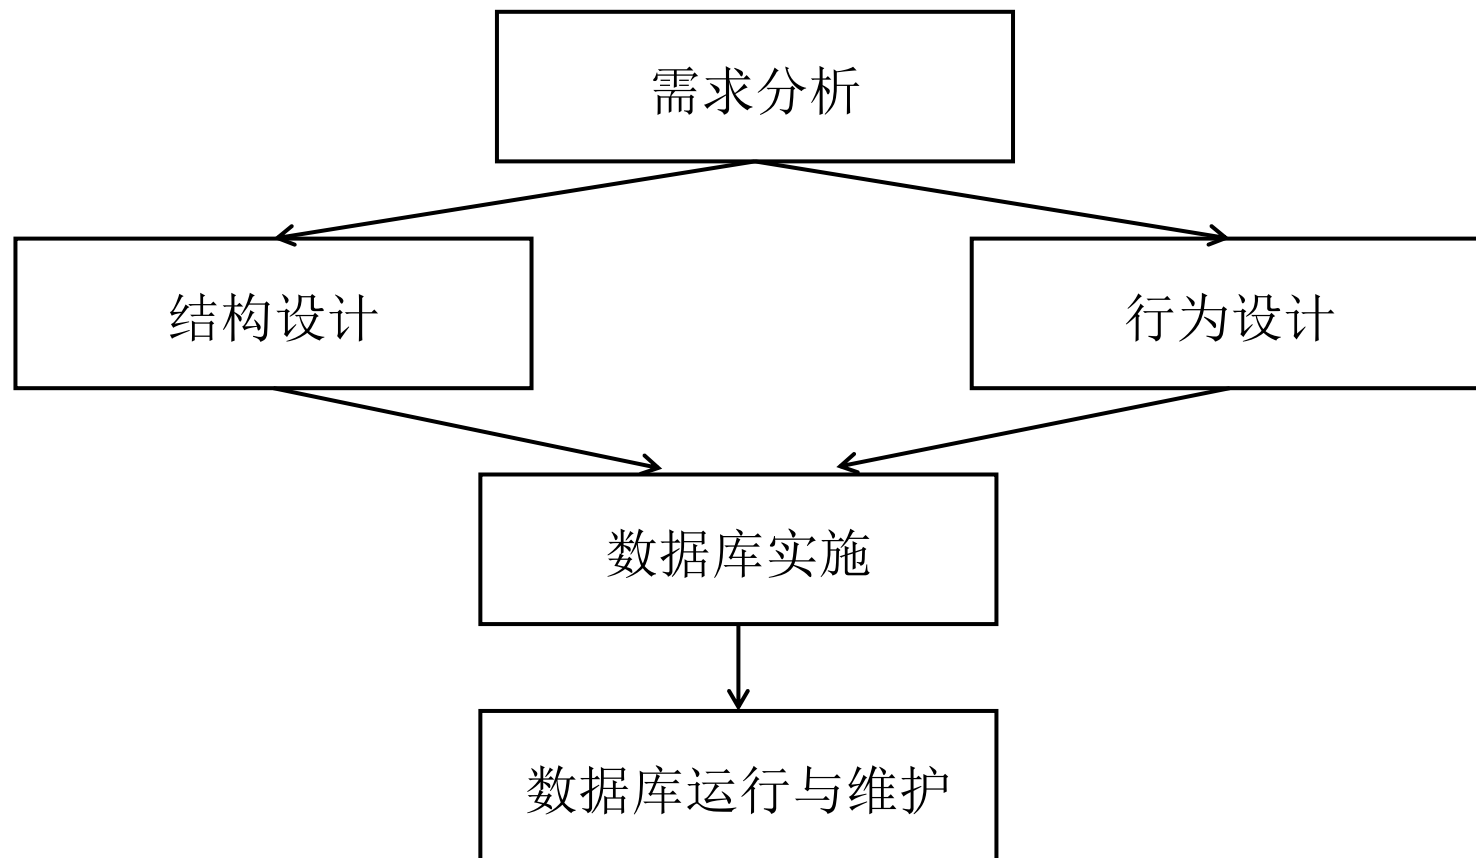 需求分析
结构设计
行为设计
数据库实施
数据库运行与维护